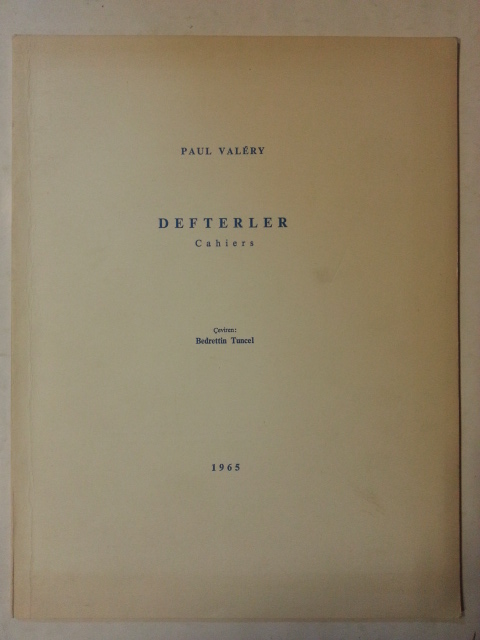 PAUL VALÉRY
DEFTERLER
Cahiers
Çeviren:
Bedrettin Tuncel
1965